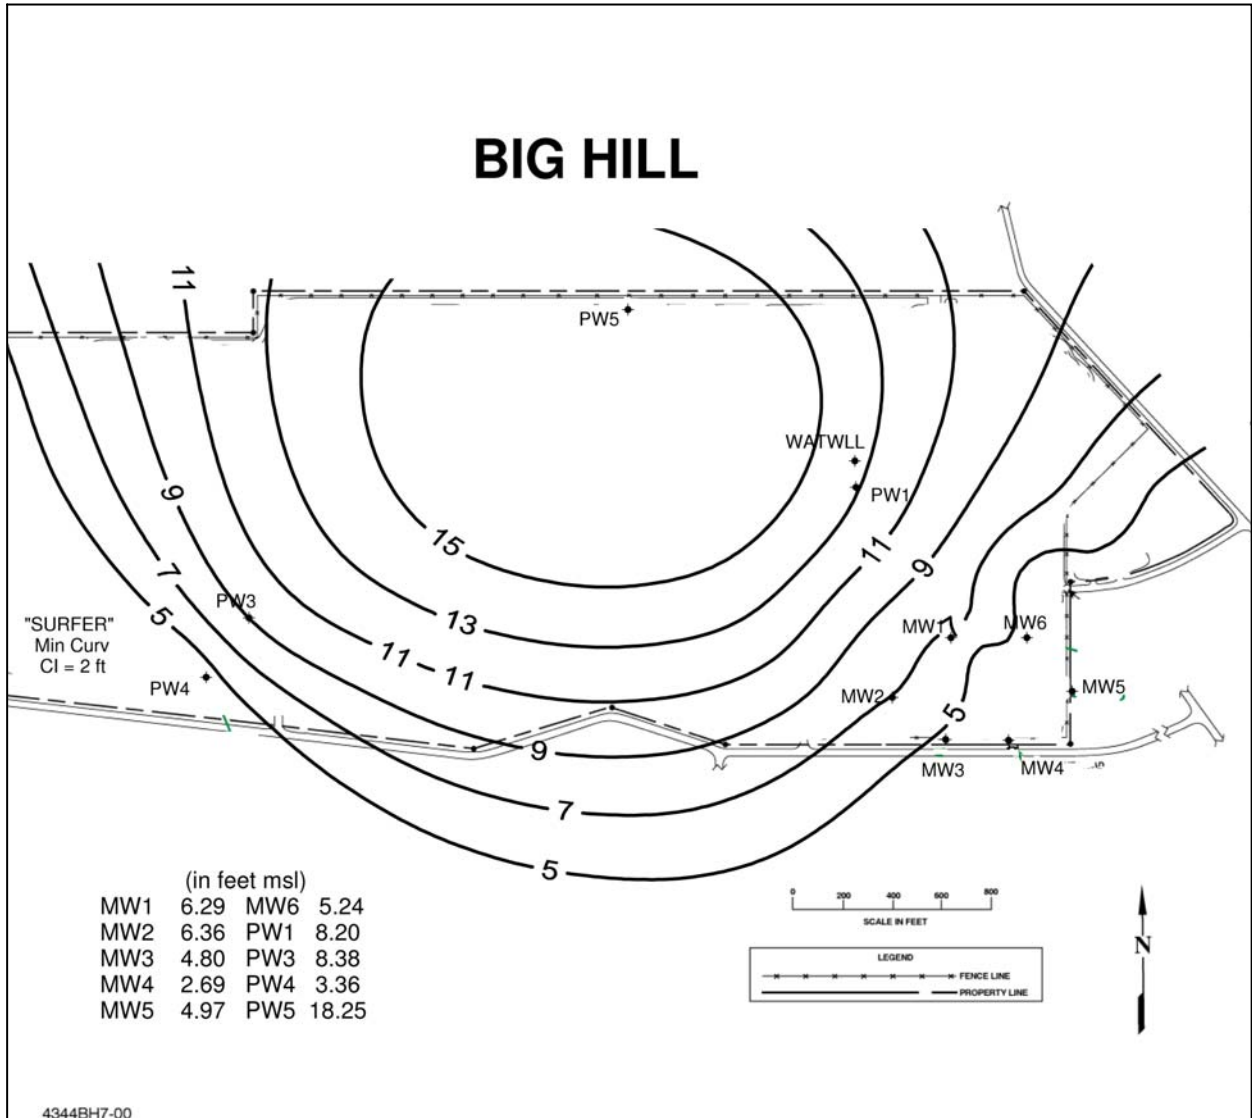 BIG HILL
11
PW5
WATWLL
PW1
9
15
11
9
7
PW3
5
13
"SURFER"
Min Curv
CI = 2 ft
11 11
7
MW1
MW6
PW4
MW2
MW5
5
9
MW3
MW4
7
5
(in feet msl)
MW1 6.29 MW6 5.24
MW2 6.36 PW1 8.20
MW3 4.80 PW3 8.38
MW4 2.69 PW4 3.36
MW5 4.97 PW5 18.25
0 200 400 600 800
SCALE IN FEET
N
LEGEND
FENCE LINE
PROPERTY LINE
4344BH7-00